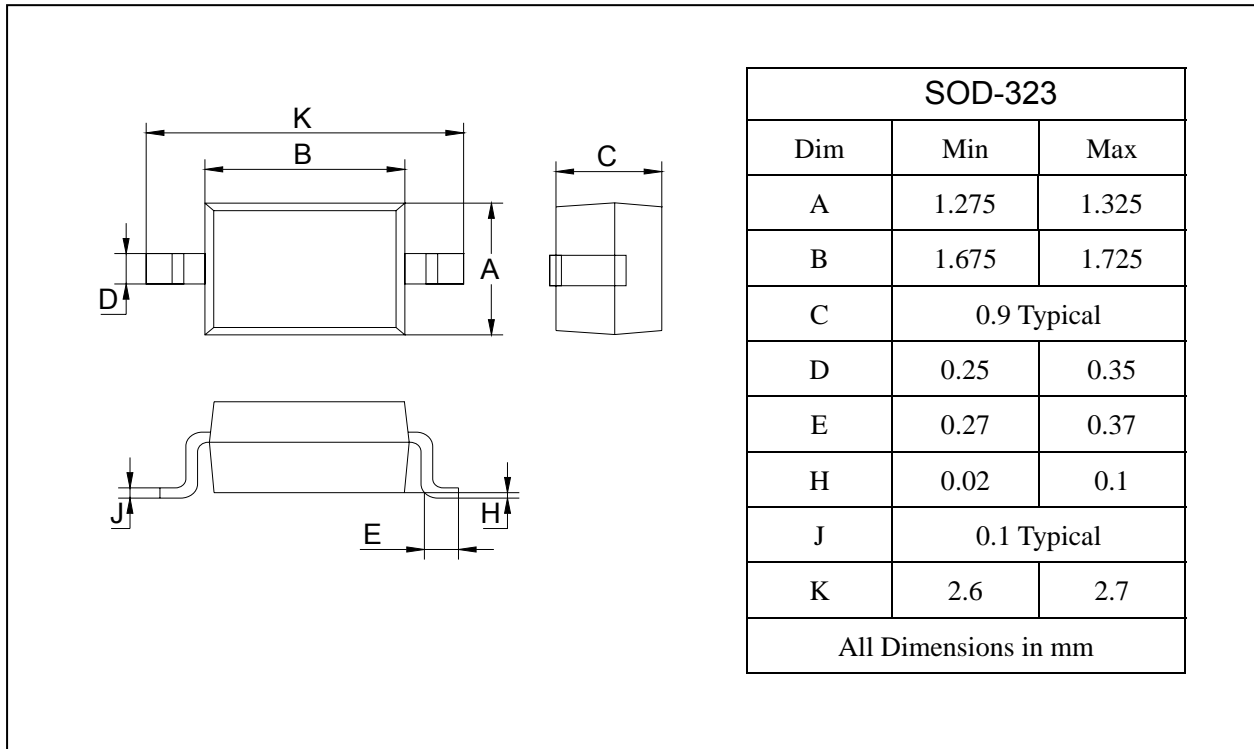 K
B
C
D
A
J
E
H
SOD-323
Dim Min Max
A 1.275 1.325
B 1.675 1.725
C 0.9 Typical
D 0.25 0.35
E 0.27 0.37
H 0.02 0.1
J 0.1 Typical
K 2.6 2.7
All Dimensions in mm